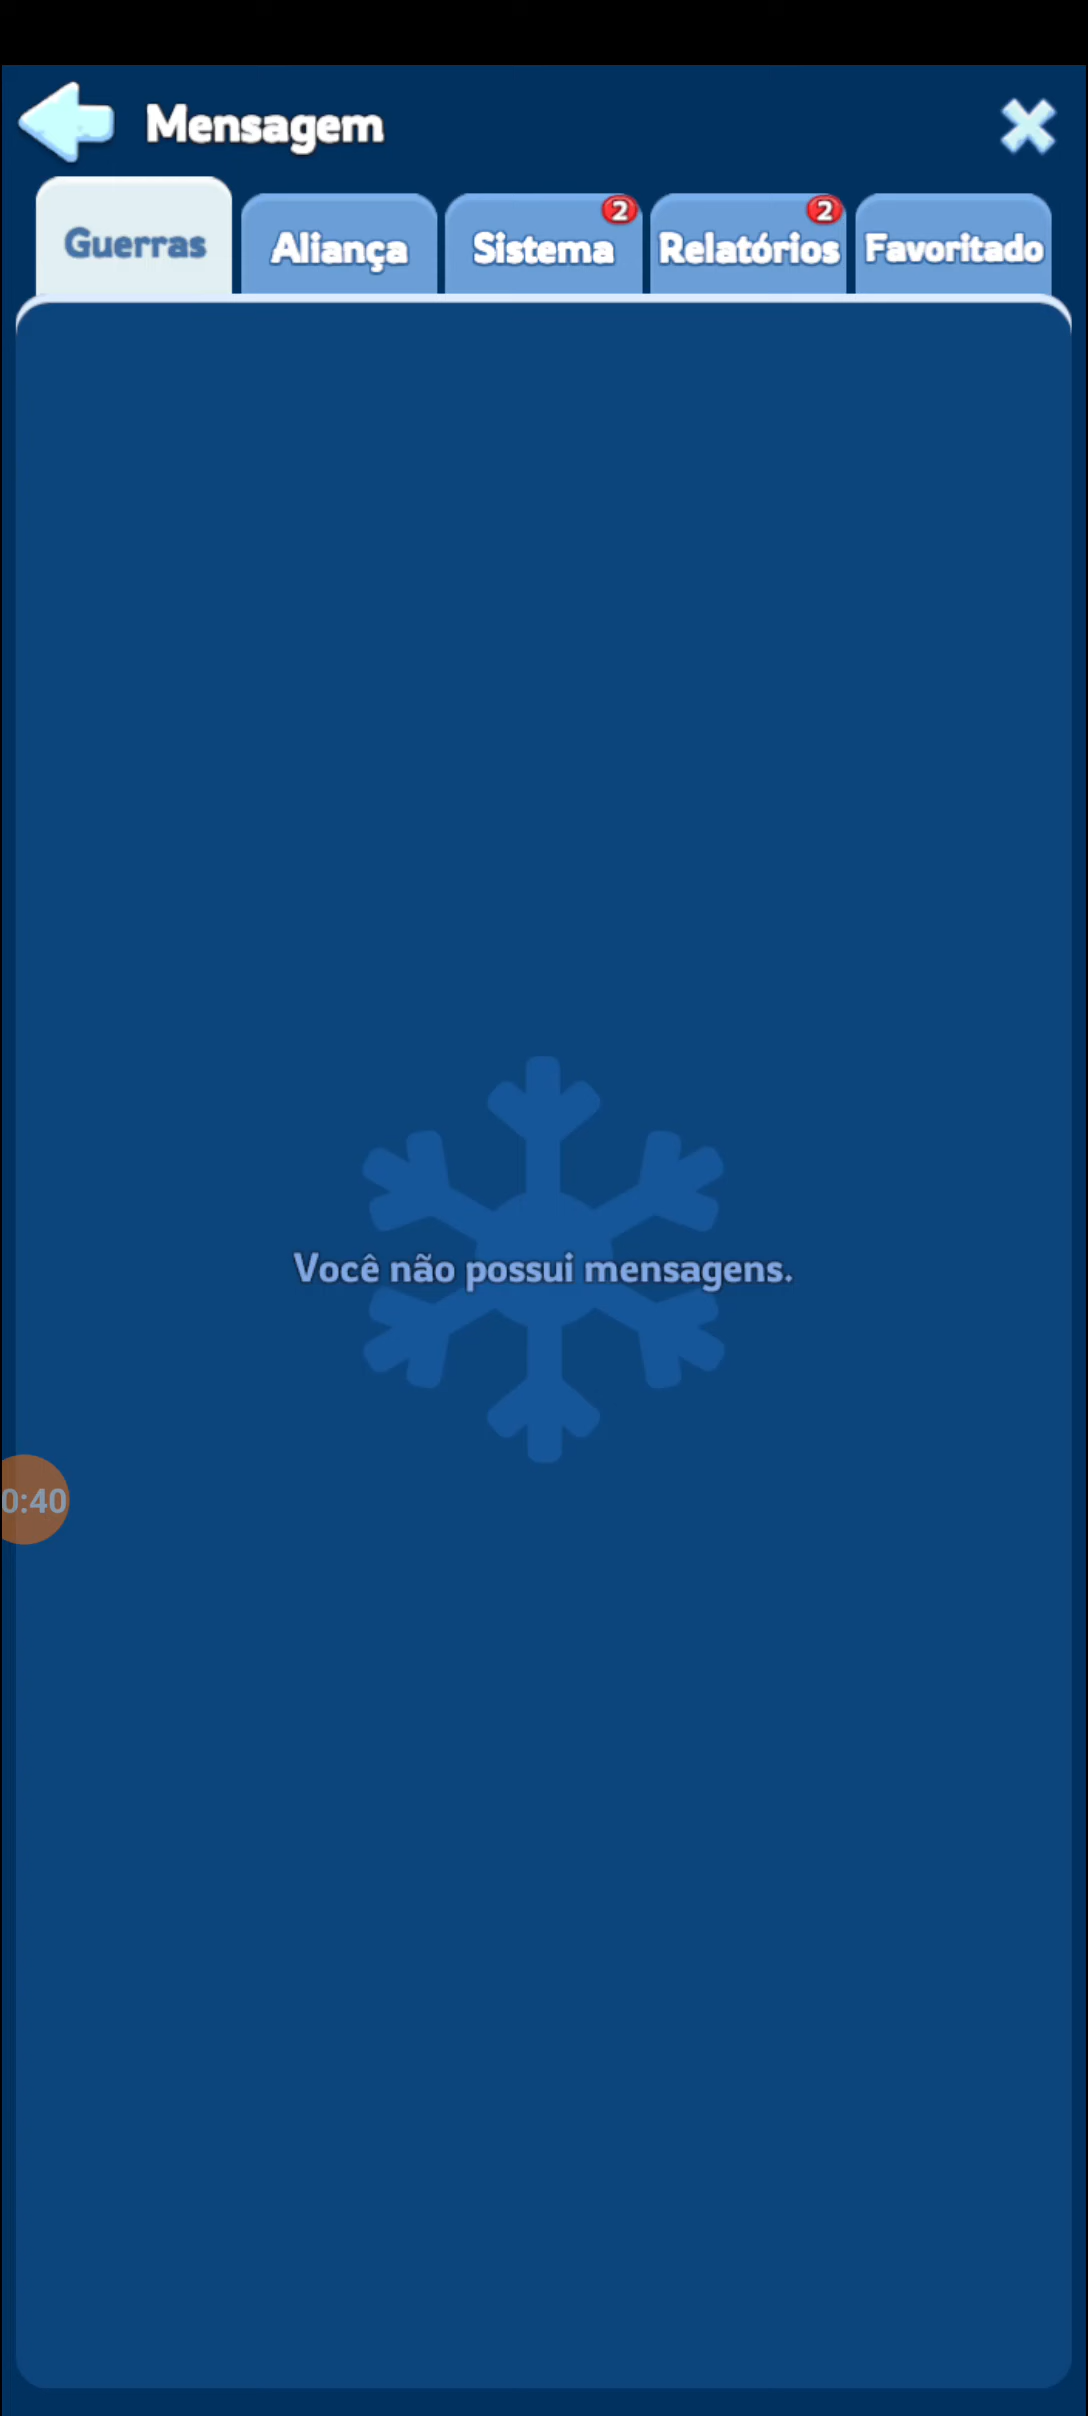 Mensagem
Guerras
Aliança
Sistema
2
Relatórios
2
Favoritado
Você não possui mensagens.
0:40